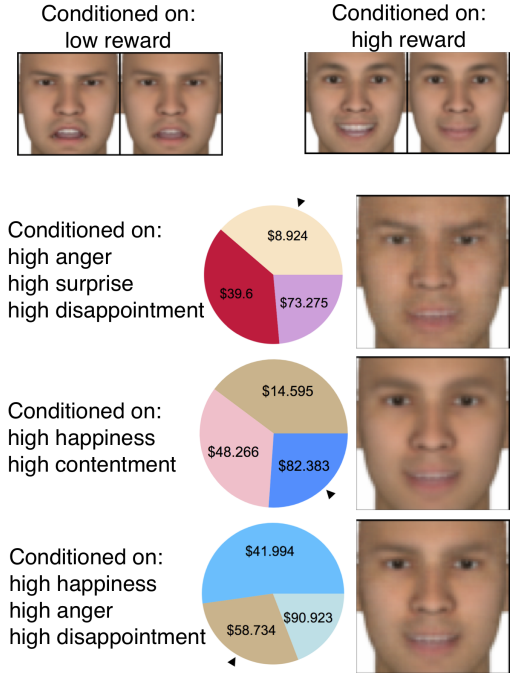 Conditioned on:
low reward
Conditioned on:
high reward
Conditioned on:
high anger
high surprise
high disappointment
$8.924
$39.6
$73.275
Conditioned on:
high happiness
high contentment
$14.595
$48.266
$82.383
Conditioned on:
high happiness
high anger
high disappointment
$41.994
$58.734
$90.923